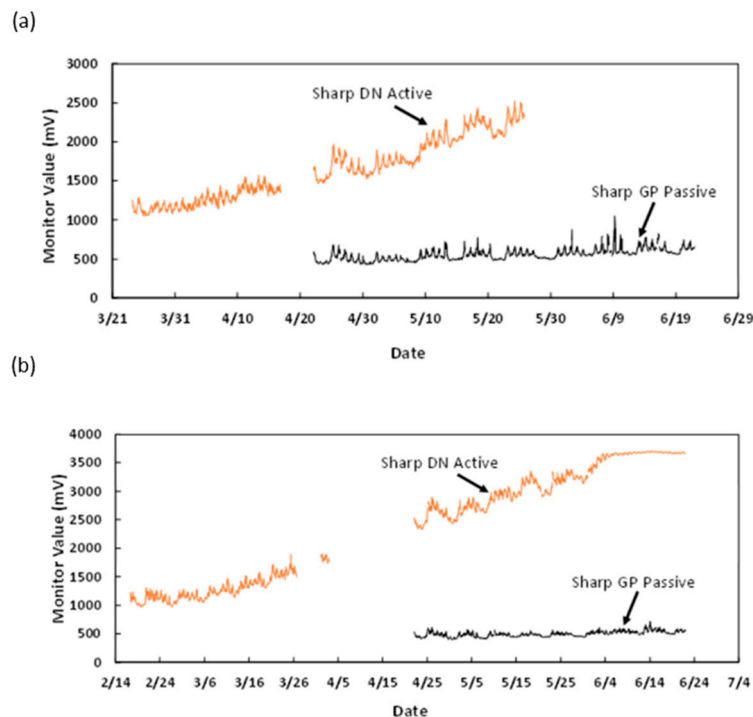 (a)
3000
2500
2000
1500
1000
500
0
Monitor Value (mV)
Sharp DN Active
Sharp GP Passive
3/21 3/31 4/10 4/20 4/30 5/10 5/20 5/30 6/9 6/19 6/29
Date
(b)
4000
3500
3000
2500
2000
1500
1000
500
0
Monitor Value (mV)
Sharp DN Active
Sharp GP Passive
2/14 2/24 3/6 3/16 3/26 4/5 4/15 4/25 5/5 5/15 5/25 6/4 6/14 6/24 7/4
Date